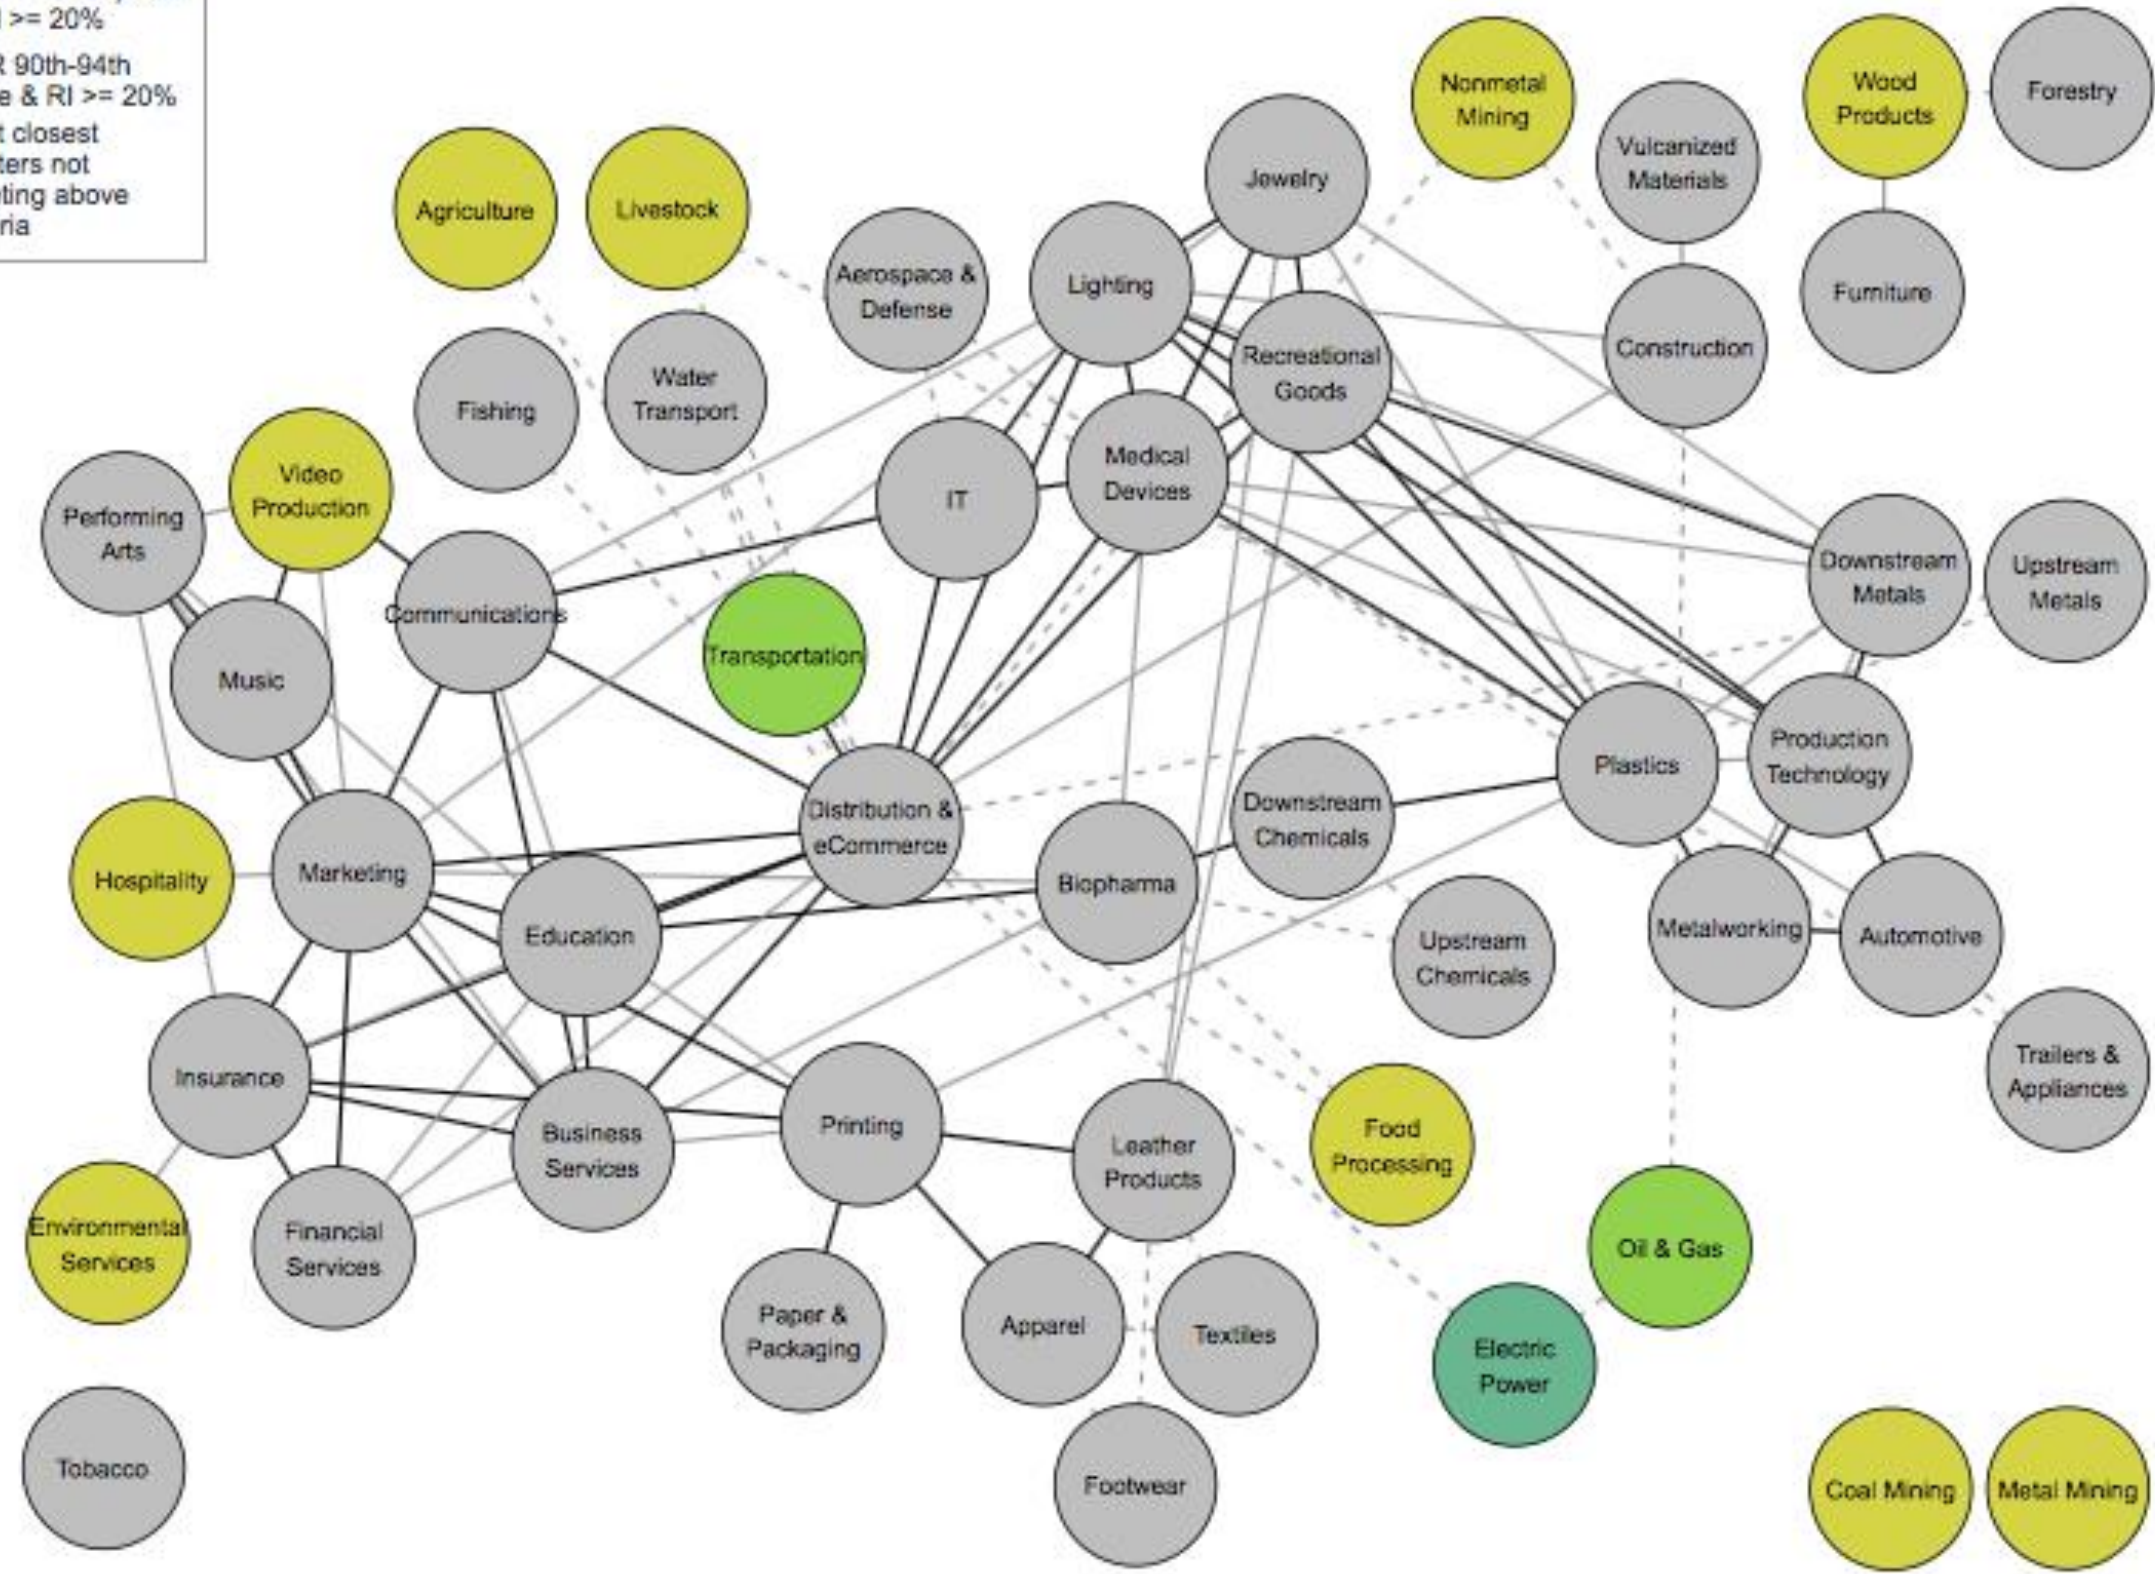 >= 20%
R 90th-94th
e & RI >= 20%
t closest
ters not
ting above
ria
Agriculture
Livestock
Aerospace &
Defense
Lighting
Jewelry
Nonmetal
Mining
Vulcanized
Materials
Wood
Products
Forestry
Furniture
Construction
Recreational
Goods
Fishing
Water
Transport
Performing
Arts
Video
Production
Communications
IT
Medical
Devices
Downstream
Metals
Upstream
Metals
Music
Transportation
Plastics
Production
Technology
Hospitality
Marketing
Education
Distribution &
eCommerce
Biopharma
Downstream
Chemicals
Upstream
Chemicals
Metalworking
Automotive
Trailers &
Appliances
Insurance
Business
Services
Printing
Leather
Products
Food
Processing
Oil & Gas
Environmental
Services
Financial
Services
Paper &
Packaging
Apparel
Textiles
Electric
Power
Tobacco
Footwear
Coal Mining
Metal Mining